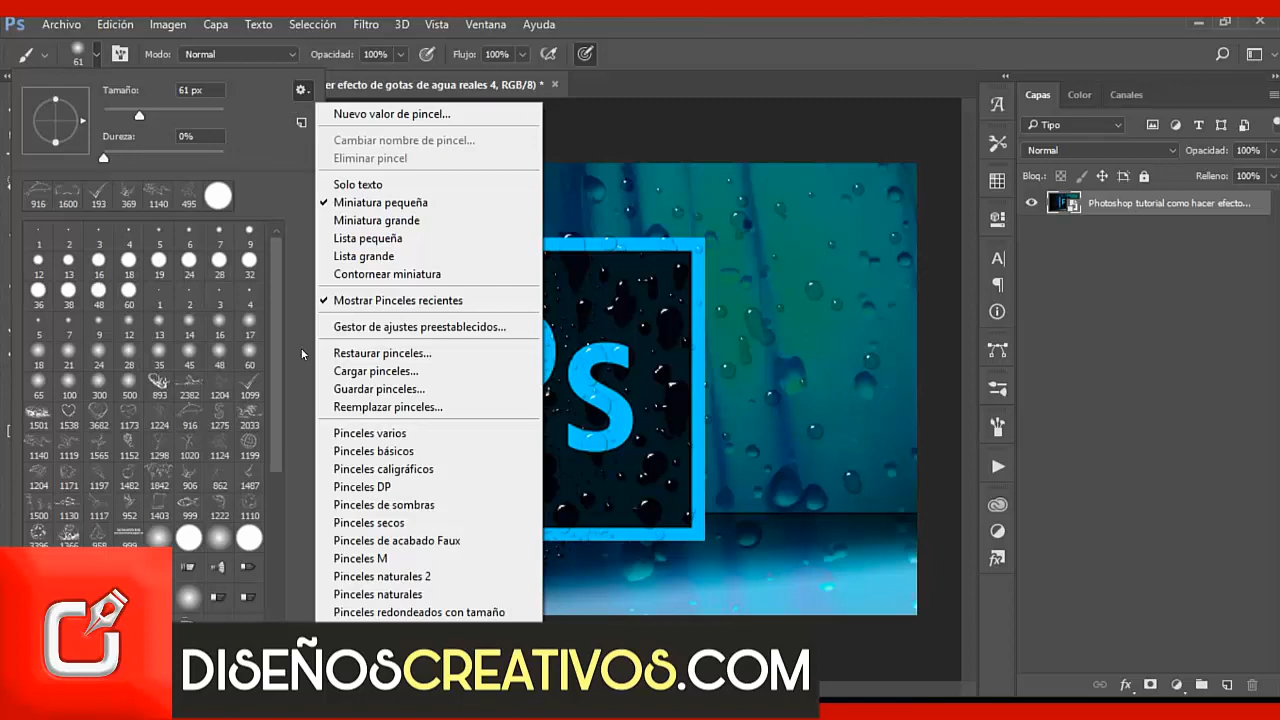 Ps Archivo Edición Imagen Capa Texto Selección Filtro 3D Vista Ventana Ayuda
61 Modo: Normal Opacidad: 100% Flujo: 100%
er efecto de gotas de agua reales 4, RGB/8) *
Tamaño: 61 px
Dureza: 0%
916 1600 193 369 1140 495
1 2 3 4 5 6 7 9
12 13 16 18 19 24 28 32
36 38 48 60 1 2 3 4
5 7 9 12 14 16 17
18 21 24 28 35 45 48 60
65 100 300 500 893 2382 1204 1099
1501 1538 3682 1173 1224 916 1275 2033
1140 1119 1565 1152 1298 1020 1124 1199
1204 1171 1197 1482 1842 906 862 1487
1506 1130 1117 952 1403 999 1222 1110
3396 1366 958 999
Nuevo valor de pincel...
Cambiar nombre de pincel...
Eliminar pincel
Solo texto
Miniatura pequeña
Miniatura grande
Lista pequeña
Lista grande
Contornear miniatura
Mostrar Pinceles recientes
Gestor de ajustes preestablecidos...
Restaurar pinceles...
Cargar pinceles...
Guardar pinceles...
Reemplazar pinceles...
Pinceles varios
Pinceles básicos
Pinceles caligráficos
Pinceles DP
Pinceles de sombras
Pinceles secos
Pinceles de acabado Faux
Pinceles M
Pinceles naturales 2
Pinceles naturales
Pinceles redondeados con tamaño
Ps
Capas Color Canales
Tipo
Normal Opacidad: 100%
Bloq.: Relleno: 100%
Photoshop tutorial como hacer efecto...
fx
DISEÑOSCREATIVOS.COM